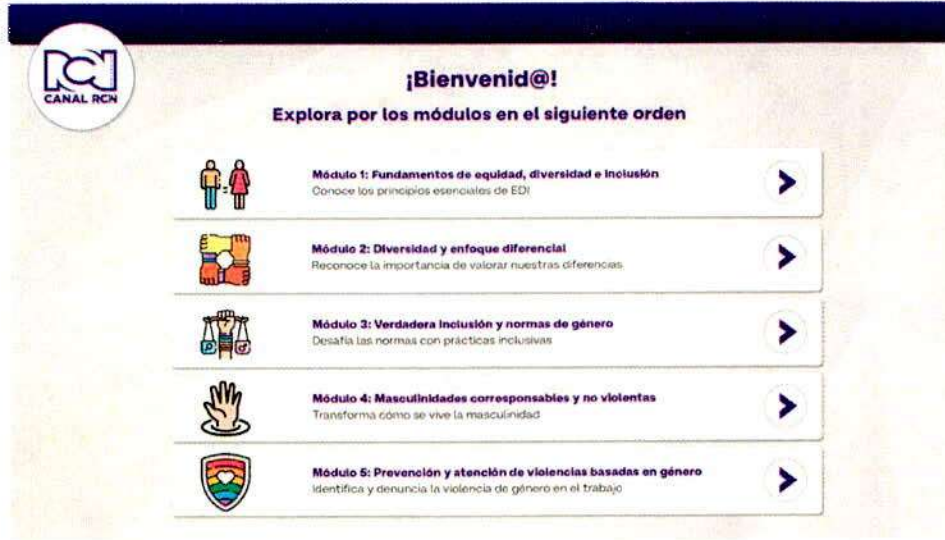 RCN
CANAL RCN
¡Bienvenid@!
Explora por los módulos en el siguiente orden
Módulo 1: Fundamentos de equidad, diversidad e Inclusión
Conoce los principios esenciales de EDI
Módulo 2: Diversidad y enfoque diferencial
Reconoce la importancia de valorar nuestras diferencias
Módulo 3: Verdadera Inclusión y normas de género
Desafía las normas con prácticas inclusivas
Módulo 4: Masculinidades corresponsables y no violentas
Transforma cómo se vive la masculinidad
Módulo 5: Prevención y atención de violencias basadas en género
Identifica y denuncia la violencia de género en el trabajo